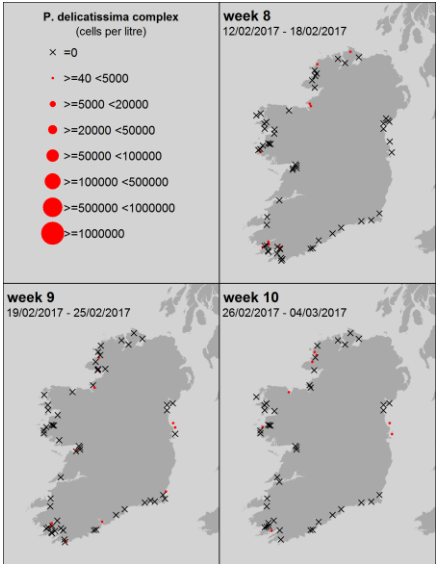 P. delicatissima complex
(cells per litre)
=0
>=40 <5000
>=5000 <20000
>=20000 <50000
>=50000 <100000
>=100000 <500000
>=500000 <1000000
>=1000000
week 8
12/02/2017 - 18/02/2017
week 9
19/02/2017 - 25/02/2017
week 10
26/02/2017 - 04/03/2017